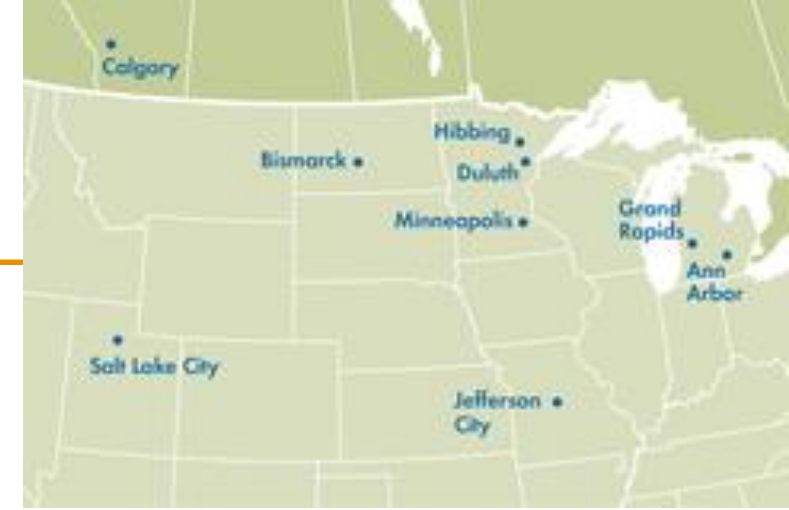 Calgary
Hibbing
Bismarck
Duluth
Minneapolis
Grand
Rapids
Ann
Arbor
Salt Lake City
Jefferson
City